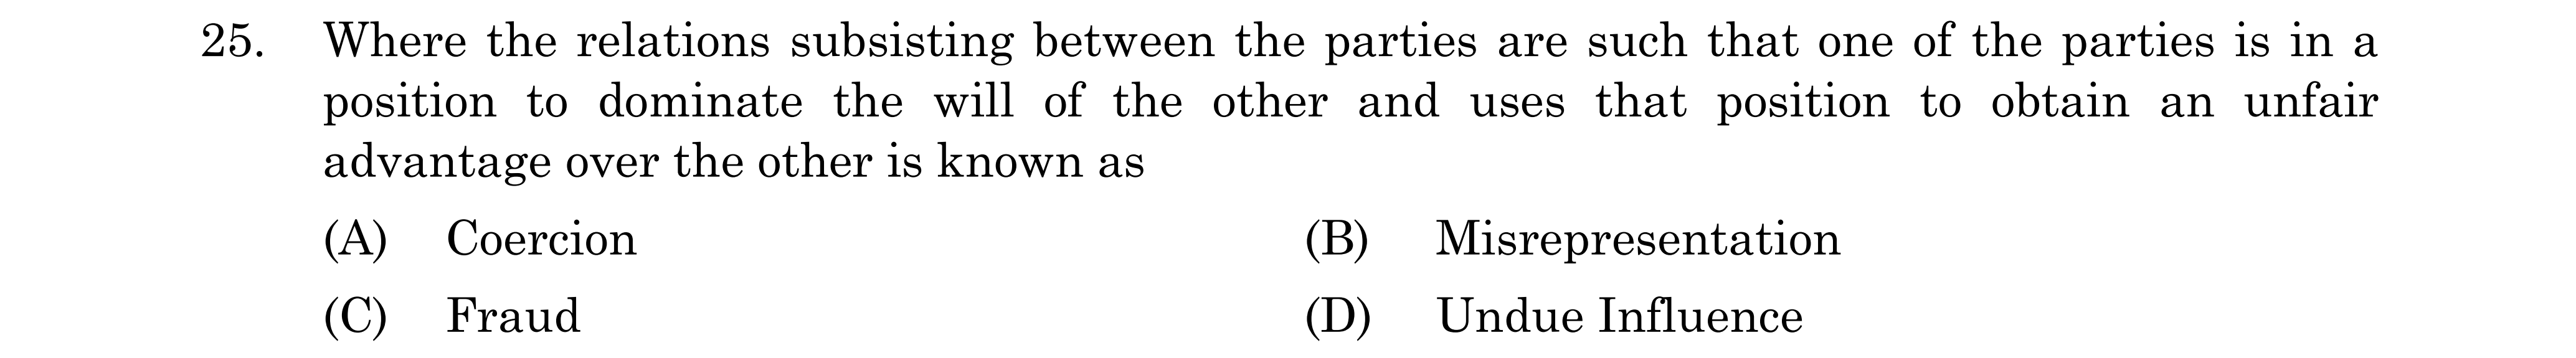 25. Where the relations subsisting between the parties are such that one of the parties is in a
position to dominate the will of the other and uses that position to obtain an unfair
advantage over the other is known as
(A) Coercion (B) Misrepresentation
(C) Fraud (D) Undue Influence